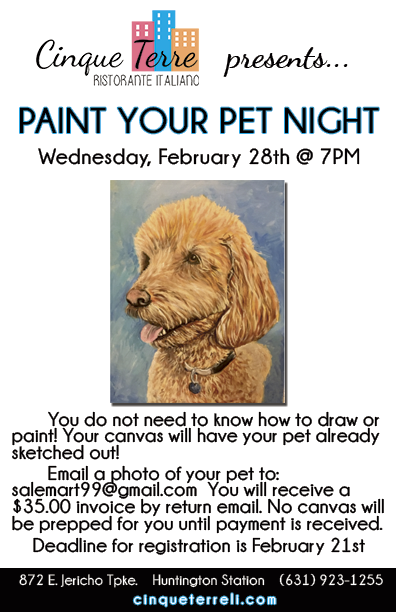 Cinque Terre presents...
RISTORANTE ITALIANO
PAINT YOUR PET NIGHT
Wednesday, February 28th @ 7PM
You do not need to know how to draw or
paint! Your canvas will have your pet already
sketched out!
Email a photo of your pet to:
salemart99@gmail.com You will receive a
$35.00 invoice by return email. No canvas will
be prepped for you until payment is received.
Deadline for registration is February 21st
872 E. Jericho Tpke. Huntington Station (631) 923-1255
cinqueterreli.com